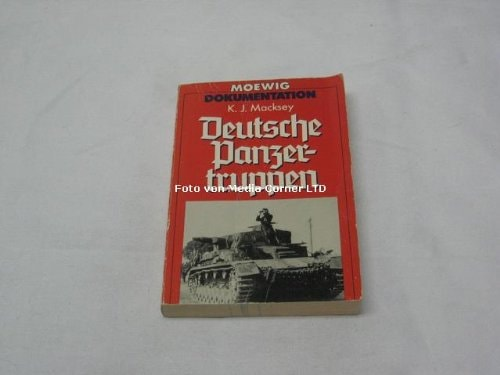 MOEWIG
DOKUMENTATION
K. J. Macksey
Deutsche
Panzer-
truppen
Foto von Media Corner LTD